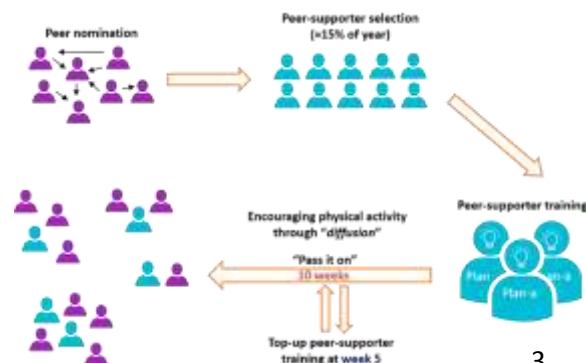 Peer nomination
Peer-supporter selection
(≈15% of year)
Peer-supporter training
Plan-a
Encouraging physical activity
through "diffusion"
"Pass it on"
10 weeks
Top-up peer-supporter
training at week 5
3